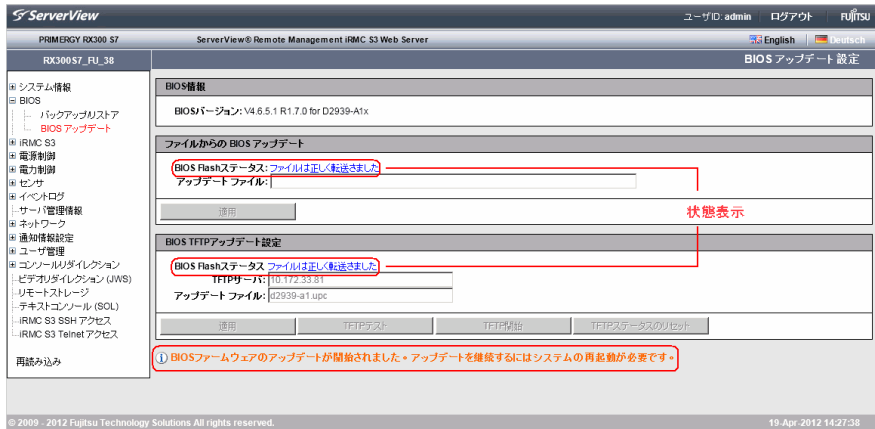 ServerView
ユーザID: admin ログアウト FUJITSU
PRIMERGY RX300 S7 ServerView® Remote Management iRMC S3 Web Server English Deutsch
RX300S7_FU_38 BIOS アップデート設定
システム情報
BIOS
バックアップ/リストア
BIOS アップデート
iRMC S3
電源制御
電力制御
センサ
イベントログ
サーバ管理情報
ネットワーク
通知情報設定
ユーザ管理
コンソールリダイレクション
ビデオリダイレクション (JWS)
リモートストレージ
テキストコンソール (SOL)
iRMC S3 SSH アクセス
iRMC S3 Telnet アクセス
再読み込み
BIOS情報
BIOSバージョン: V4.6.5.1 R1.7.0 for D2939-A1x
ファイルからの BIOS アップデート
BIOS Flashステータス: ファイルは正しく転送さました
アップデート ファイル:
適用
状態表示
BIOS TFTPアップデート設定
BIOS Flashステータス ファイルは正しく転送さました
TFTPサーバ: 10.172.33.81
アップデート ファイル: d2939-a1.upc
適用 TFTPテスト TFTP開始 TFTPステータスのリセット
BIOSファームウェアのアップデートが開始されました。アップデートを継続するにはシステムの再起動が必要です。
© 2009 - 2012 Fujitsu Technology Solutions All rights reserved. 19-Apr-2012 14:27:38